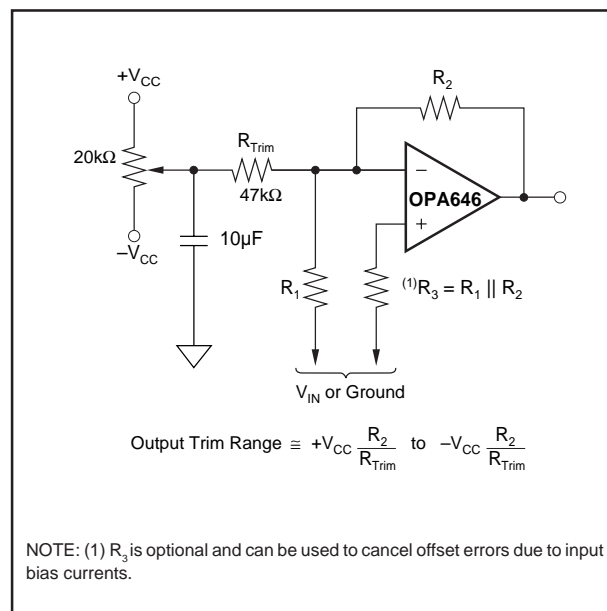 +VCC
R2
RTrim
20kΩ
47kΩ
−
OPA646
+
–VCC
10µF
R1
(1)R3 = R1 || R2
VIN or Ground
Output Trim Range ≅ +VCC R2/RTrim to –VCC R2/RTrim
NOTE: (1) R3 is optional and can be used to cancel offset errors due to input
bias currents.